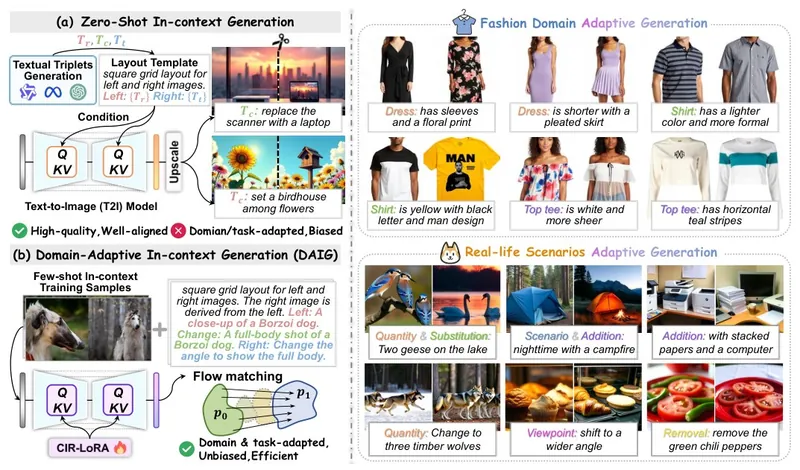 (a) Zero-Shot In-context Generation
Tr, Tc, Tt
Textual Triplets
Generation
Layout Template
square grid layout for
left and right images.
Left: {Tr} Right: {Tt}
Condition
Q
KV
Q
KV
Upscale
Text-to-Image (T2I) Model
Tc: replace the
scanner with a laptop
Tc: set a birdhouse
among flowers
High-quality,Well-aligned
Domian/task-adapted,Biased
(b) Domain-Adaptive In-context Generation (DAIG)
Few-shot In-context
Training Samples
square grid layout for left and
right images. The right image is
derived from the left. Left: A
close-up of a Borzoi dog.
Change: A full-body shot of a
Borzoi dog. Right: Change the
angle to show the full body.
Q
KV
Q
KV
CIR-LoRA
Flow matching
p0
p1
Domain & task-adapted,
Unbiased,Efficient
Fashion Domain Adaptive Generation
Dress: has sleeves
and a floral print
Dress: is shorter with a
pleated skirt
Shirt: has a lighter
color and more formal
MAN
Shirt: is yellow with black
letter and man design
Top tee: is white and
more sheer
Top tee: has horizontal
teal stripes
Real-life Scenarios Adaptive Generation
Quantity & Substitution:
Two geese on the lake
Scenario & Addition:
nighttime with a campfire
Addition: with stacked
papers and a computer
Quantity: Change to
three timber wolves
Viewpoint: shift to a
wider angle
Removal: remove the
green chili peppers